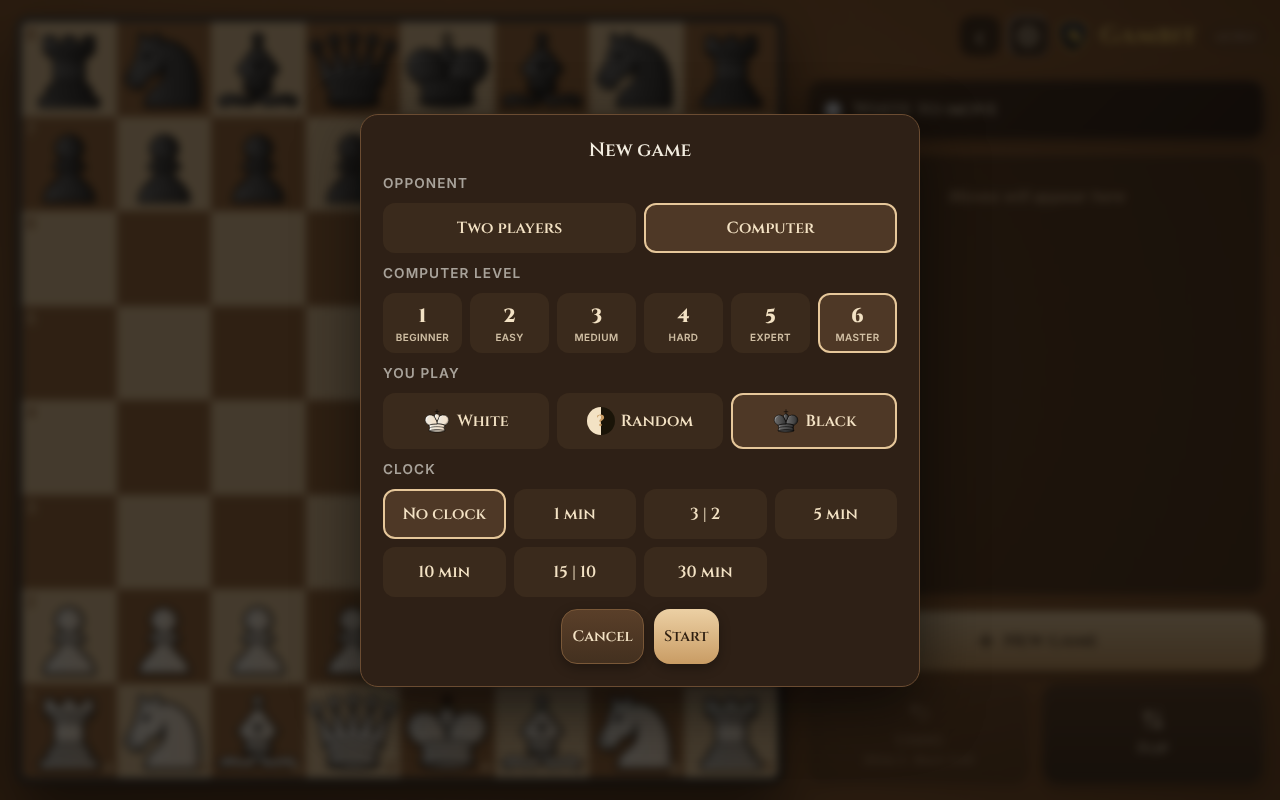 New game
OPPONENT
Two players
Computer
COMPUTER LEVEL
1 BEGINNER
2 EASY
3 MEDIUM
4 HARD
5 EXPERT
6 MASTER
YOU PLAY
White
Random
Black
CLOCK
No clock
1 min
3 | 2
5 min
10 min
15 | 10
30 min
Cancel
Start